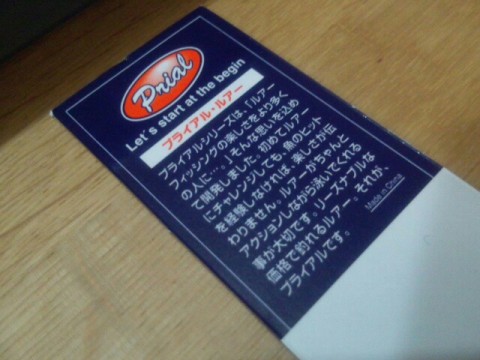 Prial
Let's start at the begin
プライアル・ルアー
プライアルシリーズは、「ルアー
フィッシングの楽しさをより多く
の人に…。」そんな思いを込め
て開発しました。初めてルアー
にチャレンジしても、魚のヒット
を経験しなければ、楽しさが伝
わりません。ルアーがちゃんと
アクションしながら泳いでくれる
事が大切です。リーズナブルな
価格で釣れるルアー。それが、
プライアルです。
Made in China